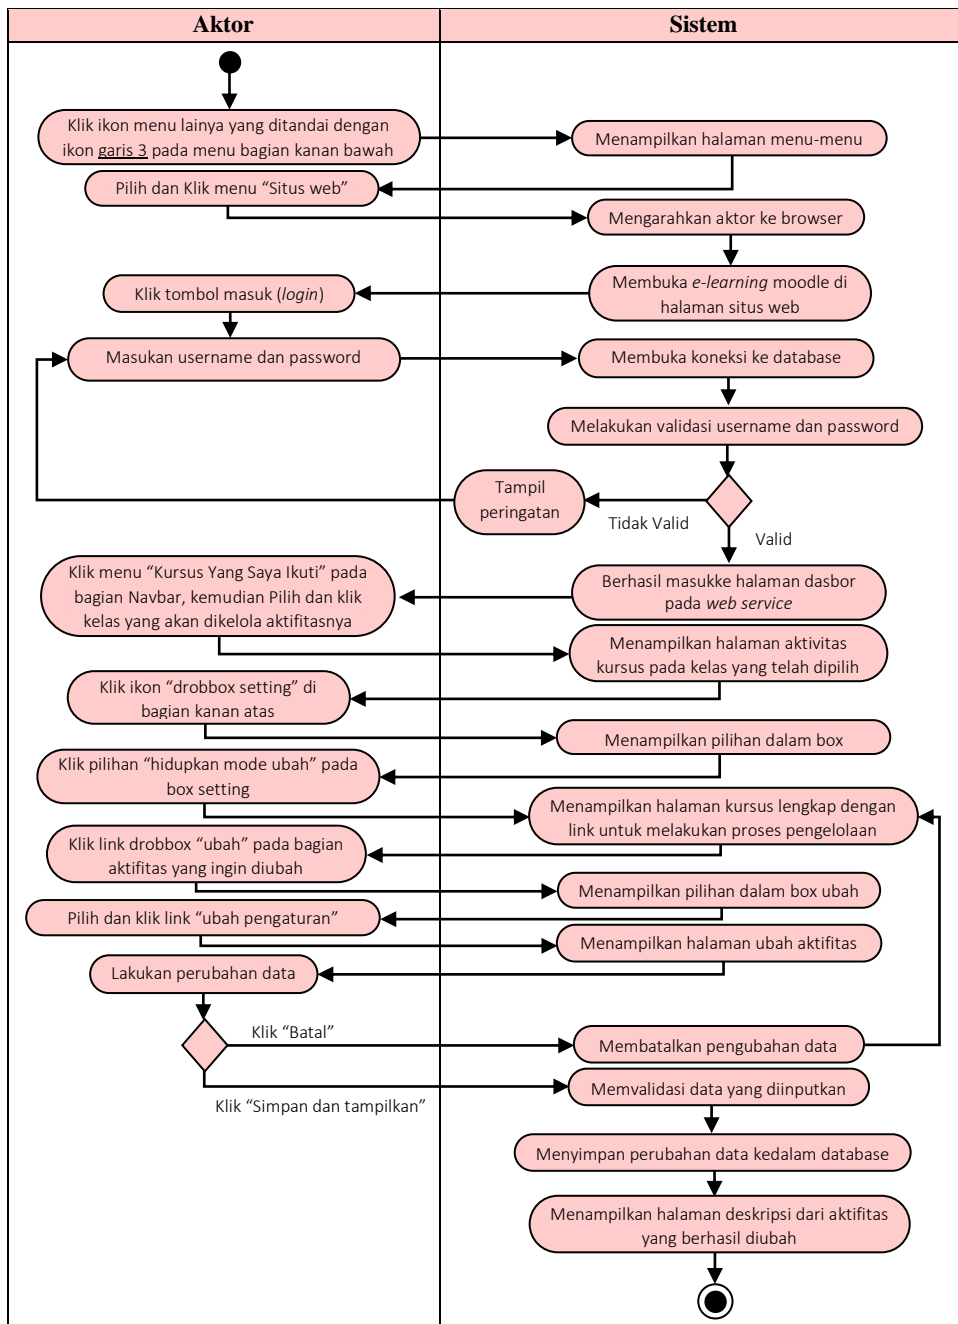 Aktor
Sistem
Klik ikon menu lainya yang ditandai dengan
ikon garis 3 pada menu bagian kanan bawah
Menampilkan halaman menu-menu
Pilih dan Klik menu “Situs web”
Mengarahkan aktor ke browser
Membuka e-learning moodle di
halaman situs web
Klik tombol masuk (login)
Masukan username dan password
Membuka koneksi ke database
Melakukan validasi username dan password
Tampil
peringatan
Tidak Valid
Valid
Berhasil masukke halaman dasbor
pada web service
Klik menu “Kursus Yang Saya Ikuti” pada
bagian Navbar, kemudian Pilih dan klik
kelas yang akan dikelola aktifitasnya
Menampilkan halaman aktivitas
kursus pada kelas yang telah dipilih
Klik ikon “drobbox setting” di
bagian kanan atas
Menampilkan pilihan dalam box
Klik pilihan “hidupkan mode ubah” pada
box setting
Menampilkan halaman kursus lengkap dengan
link untuk melakukan proses pengelolaan
Klik link drobbox “ubah” pada bagian
aktifitas yang ingin diubah
Menampilkan pilihan dalam box ubah
Pilih dan klik link “ubah pengaturan”
Menampilkan halaman ubah aktifitas
Lakukan perubahan data
Klik “Batal”
Membatalkan pengubahan data
Memvalidasi data yang diinputkan
Klik “Simpan dan tampilkan”
Menyimpan perubahan data kedalam database
Menampilkan halaman deskripsi dari aktifitas
yang berhasil diubah